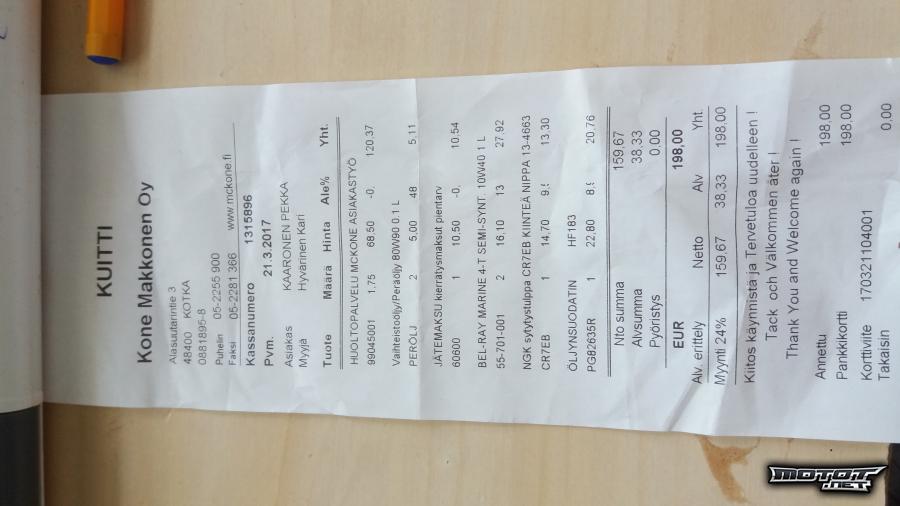 KUITTI
Kone Makkonen Oy
Alasuutarintie 3
48400 KOTKA
0881895-8
Puhelin 05-2255 900
Faksi 05-2281 366 www.mckone.fi
Kassanumero 1315896
Pvm. 21.3.2017
Asiakas KAARONEN PEKKA
Myyjä Hyvärinen Kari
Tuote Määrä Hinta Ale% Yht.
HUOLTOPALVELU MCKONE ASIAKASTYÖ
99045001 1,75 68,50 -0, 120,37
Vaihteistoöljy/Peräöljy 80W90 0.1 L
PERÖLJ 2 5,00 48 5,11
JÄTEMAKSU kierrätysmaksut pientarv
60600 1 10,50 -0, 10,54
BEL-RAY MARINE 4-T SEMI-SYNT. 10W40 1 L
55-701-001 2 16,10 13 27,92
NGK sytytystulppa CR7EB KIINTEÄ NIPPA 13-4663
CR7EB 1 14,70 9,5 13,30
ÖLJYNSUODATIN HF183
PG82635R 1 22,80 8,9 20,76
Nto summa 159,67
Alvsumma 38,33
Pyöristys 0,00
EUR 198,00
Alv. erittely Netto Alv Yht.
Myynti 24% 159,67 38,33 198,00
Kiitos käynnistä ja Tervetuloa uudelleen !
Tack och Välkommen åter !
Thank You and Welcome again !
Annettu 198,00
Pankkikortti 198,00
Korttiviite 170321104001
Takaisin 0,00
MOTOT.NET